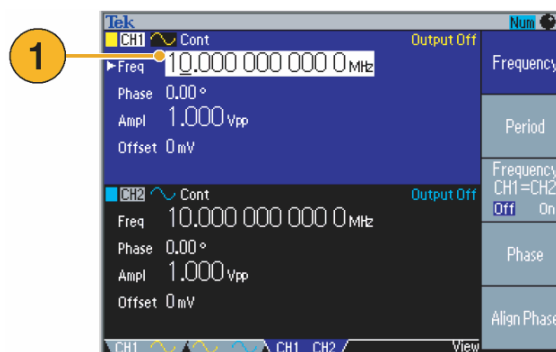 Tek
Num
CH1 Cont Output Off
Freq 10.000 000 000 0 MHz
Phase 0.00 °
Ampl 1.000 Vpp
Offset 0 mV
CH2 Cont Output Off
Freq 10.000 000 000 0 MHz
Phase 0.00 °
Ampl 1.000 Vpp
Offset 0 mV
CH1 CH1 CH2 View
Frequency
Period
Frequency
CH1=CH2
Off On
Phase
Align Phase
1